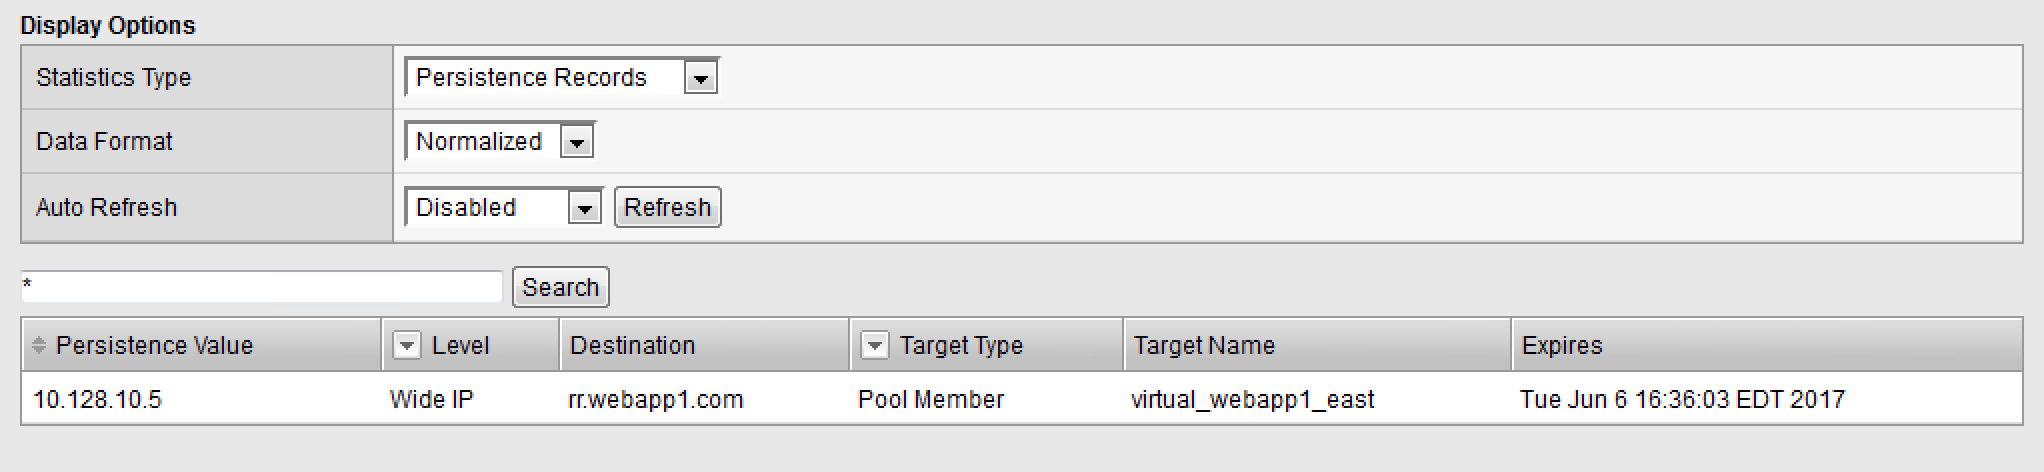 Display Options
Statistics Type Persistence Records
Data Format Normalized
Auto Refresh Disabled Refresh
* Search
Persistence Value Level Destination Target Type Target Name Expires
10.128.10.5 Wide IP rr.webapp1.com Pool Member virtual_webapp1_east Tue Jun 6 16:36:03 EDT 2017